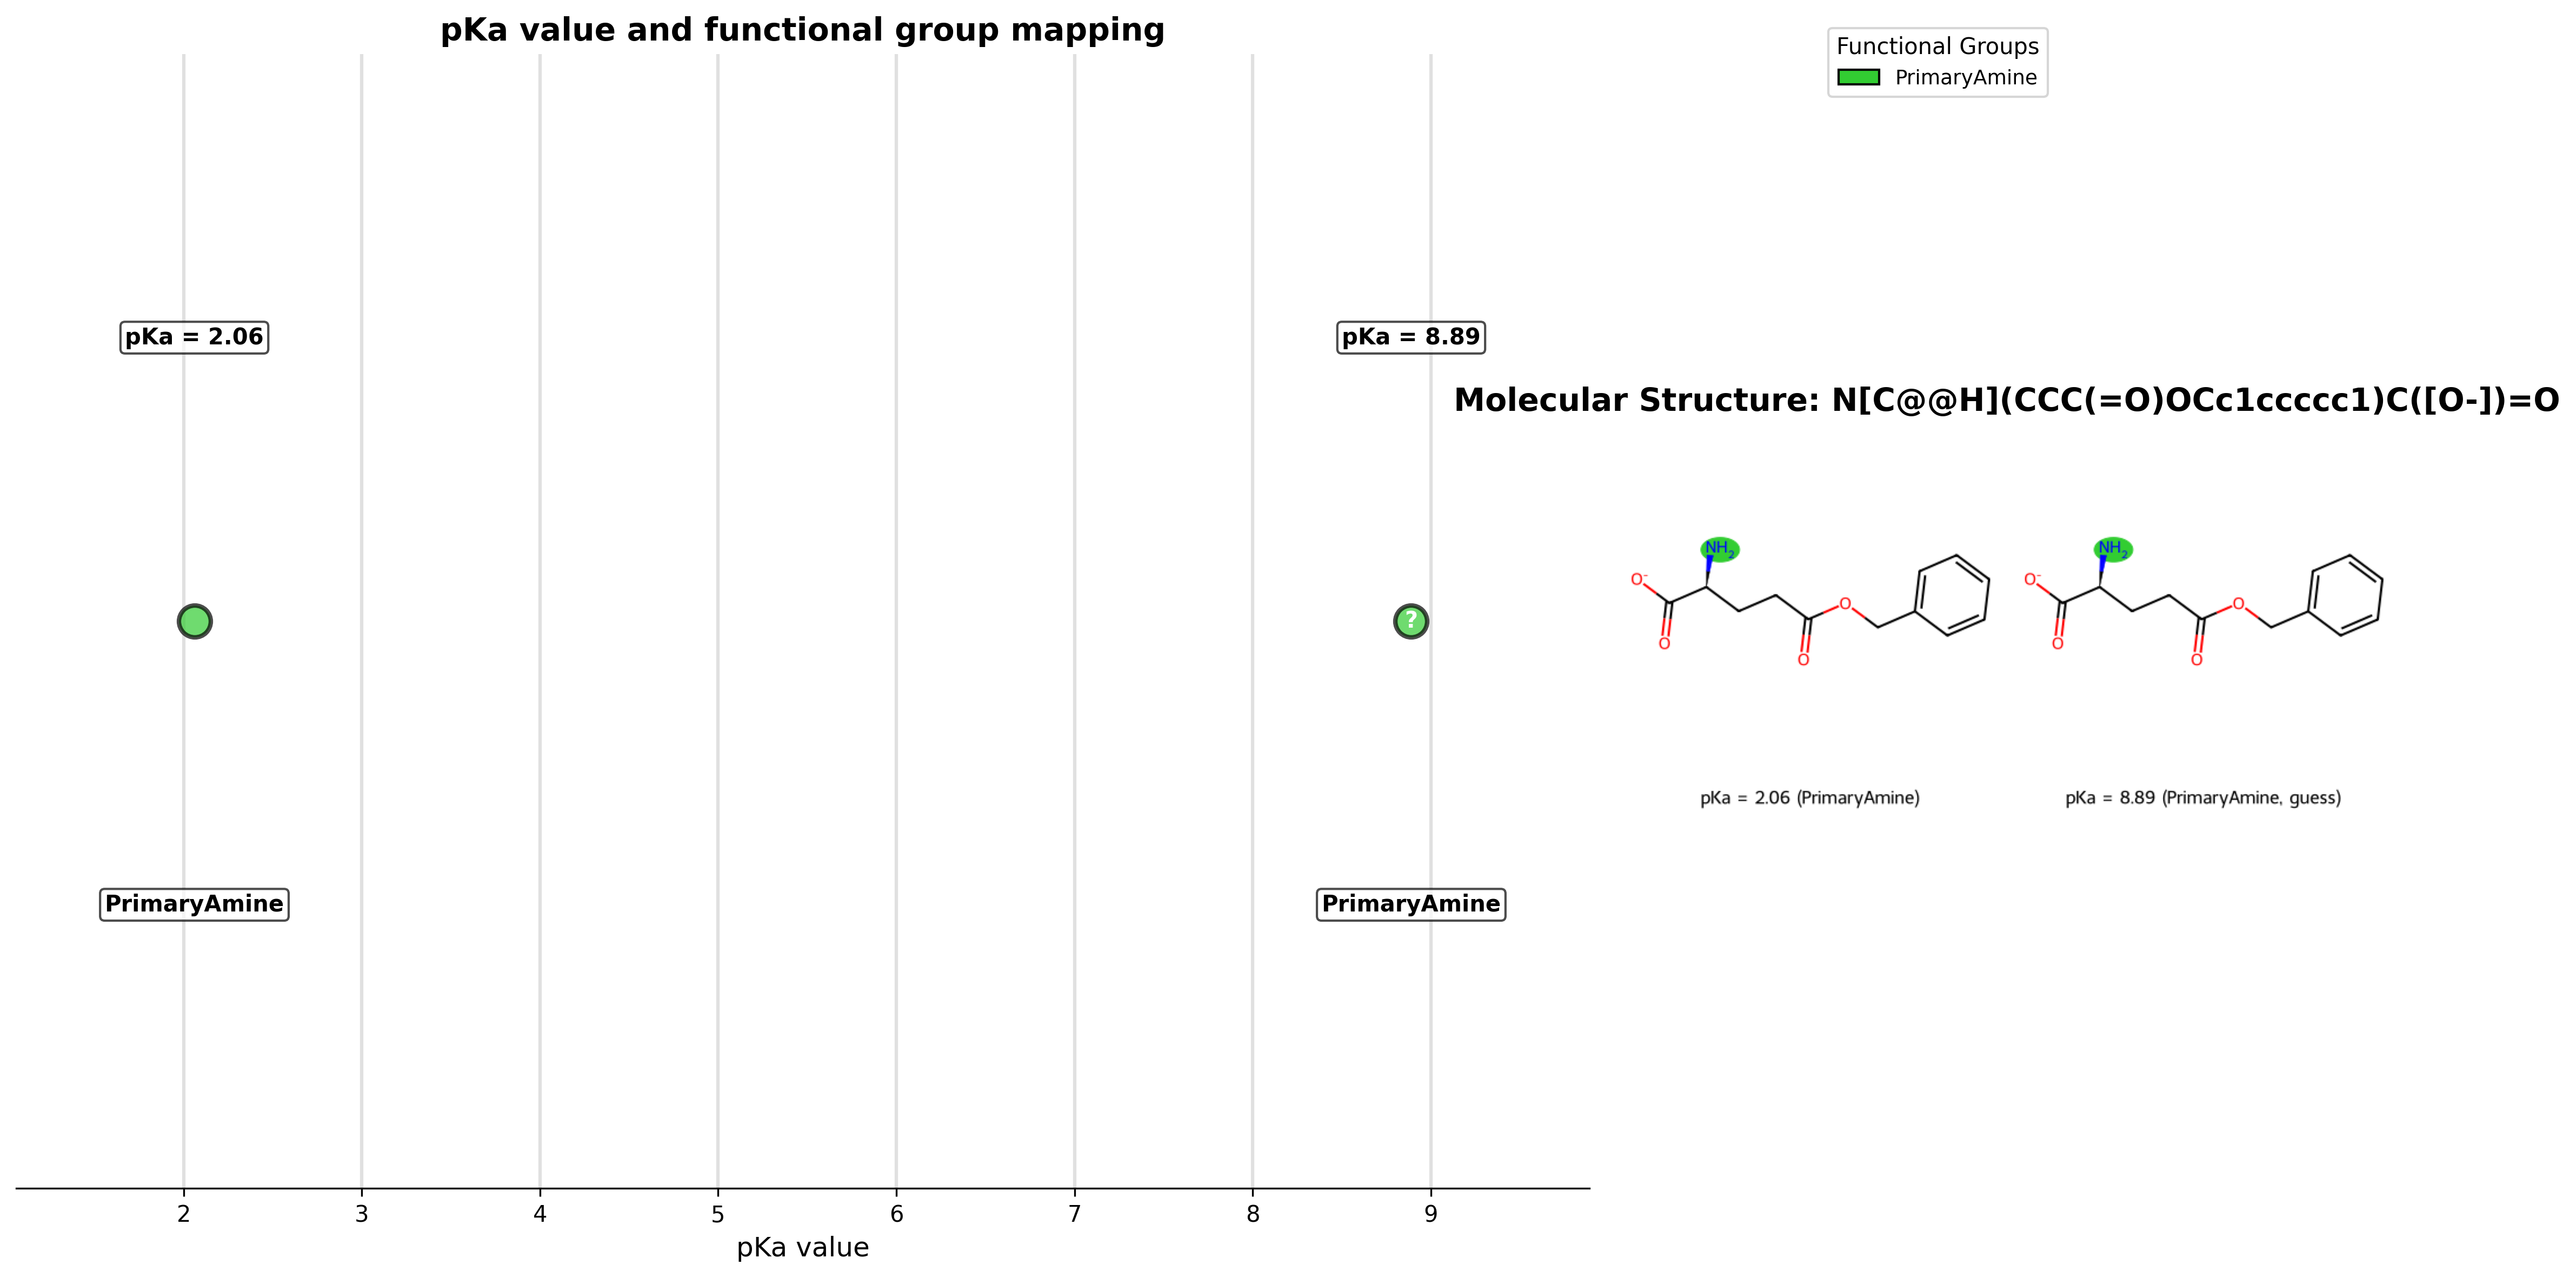 pKa value and functional group mapping
Functional Groups
PrimaryAmine
pKa = 2.06
pKa = 8.89
Molecular Structure: N[C@@H](CCC(=O)OCc1ccccc1)C([O-])=O
NH2
O-
O
O
O
NH2
O-
O
O
O
?
pKa = 2.06 (PrimaryAmine)
pKa = 8.89 (PrimaryAmine, guess)
PrimaryAmine
PrimaryAmine
2 3 4 5 6 7 8 9
pKa value